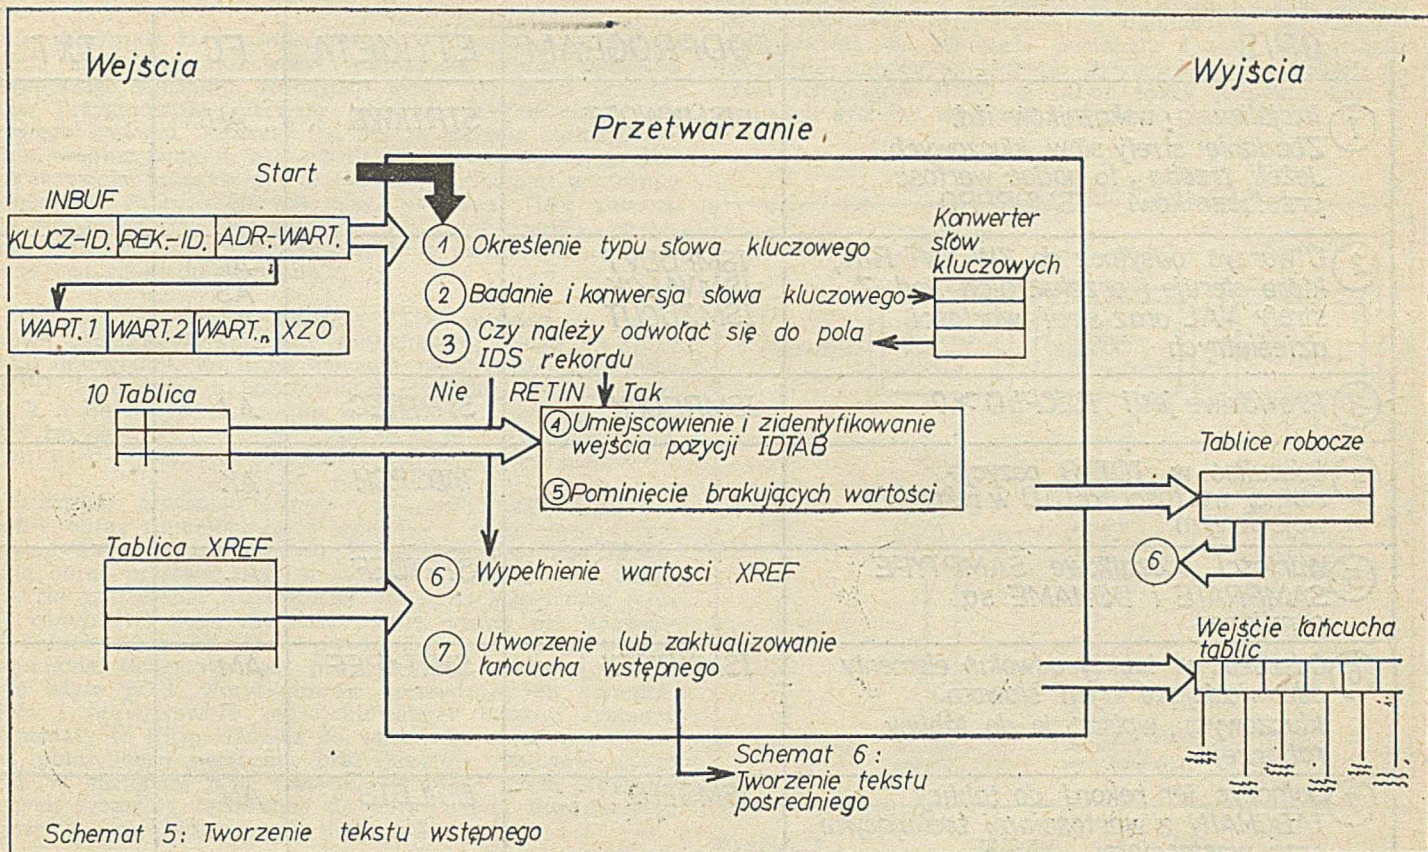 Wejścia
Wyjścia
Przetwarzanie
Start
INBUF
KLUCZ-ID. REK.-ID. ADR.-WART.
WART.1 WART.2 WART.n XZO
10 Tablica
Tablica XREF
1 Określenie typu słowa kluczowego
2 Badanie i konwersja słowa kluczowego
3 Czy należy odwołać się do pola
IDS rekordu
Nie RETIN Tak
4 Umiejscowienie i zidentyfikowanie
wejścia pozycji IDTAB
5 Pominięcie brakujących wartości
6 Wypełnienie wartości XREF
7 Utworzenie lub zaktualizowanie
łańcucha wstępnego
Konwerter
słów
kluczowych
Tablice robocze
6
Wejście łańcucha
tablic
Schemat 6:
Tworzenie tekstu
pośredniego
Schemat 5: Tworzenie tekstu wstępnego